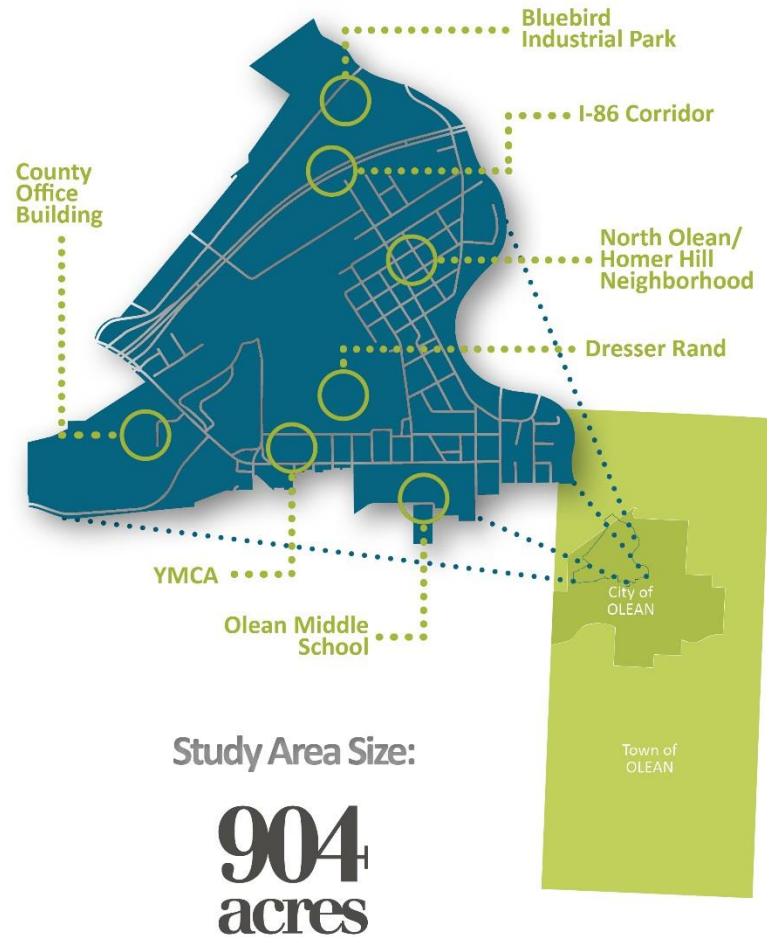 Bluebird
Industrial Park
I-86 Corridor
County
Office
Building
North Olean/
Homer Hill
Neighborhood
Dresser Rand
YMCA
Olean Middle
School
City of
OLEAN
Town of
OLEAN
Study Area Size:
904
acres